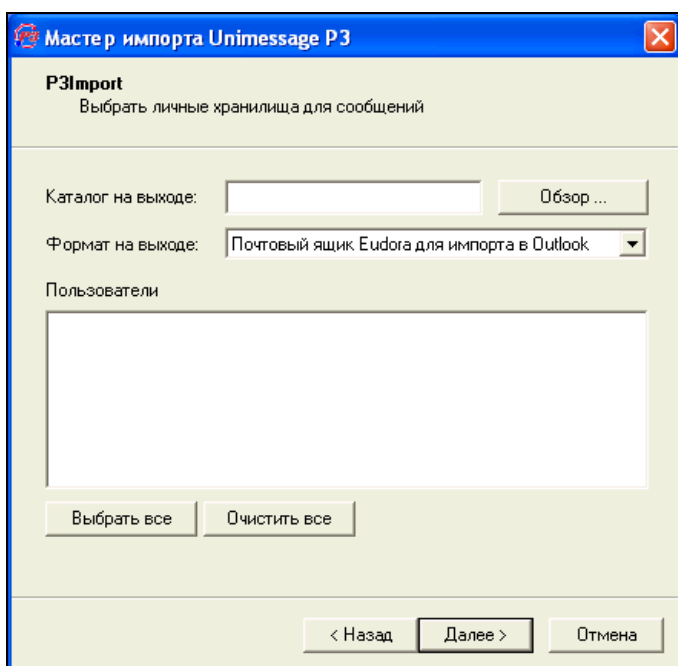 Мастер импорта Unimessage P3
P3Import
Выбрать личные хранилища для сообщений
Каталог на выходе:
Обзор ...
Формат на выходе: Почтовый ящик Eudora для импорта в Outlook
Пользователи
Выбрать все Очистить все
< Назад Далее > Отмена